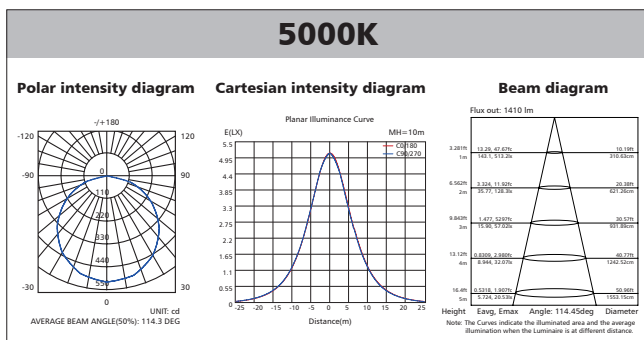 5000K
Polar intensity diagram
-/+180
-120
120
-90
90
0
110
220
330
440
550
-30
30
0
UNIT: cd
AVERAGE BEAM ANGLE(50%): 114.3 DEG
Cartesian intensity diagram
Planar Illuminance Curve
E(LX)
MH=10m
C0/180
C90/270
5.5
4.95
4.4
3.85
3.3
2.75
2.2
1.65
1.1
0.55
0
-25 -20 -15 -10 -5 0 5 10 15 20 25
Distance(m)
Beam diagram
Flux out: 1410 lm
3.281ft 13.29, 47.67fc 10.19ft
1m 143.1, 513.2lx 310.63cm
6.562ft 3.324, 11.92fc 20.38ft
2m 35.77, 128.3lx 621.26cm
9.843ft 1.477, 5297fc 30.57ft
3m 15.90, 57.02lx 931.89cm
13.12ft 0.8309, 2.980fc 40.77ft
4m 8.944, 32.07lx 1242.52cm
16.4ft 0.5318, 1.907fc 50.96ft
5m 5.724, 20.53lx 1553.15cm
Height Eavg, Emax Angle: 114.45deg Diameter
Note: The Curves indicate the illuminated area and the average
illumination when the Luminaire is at different distance.